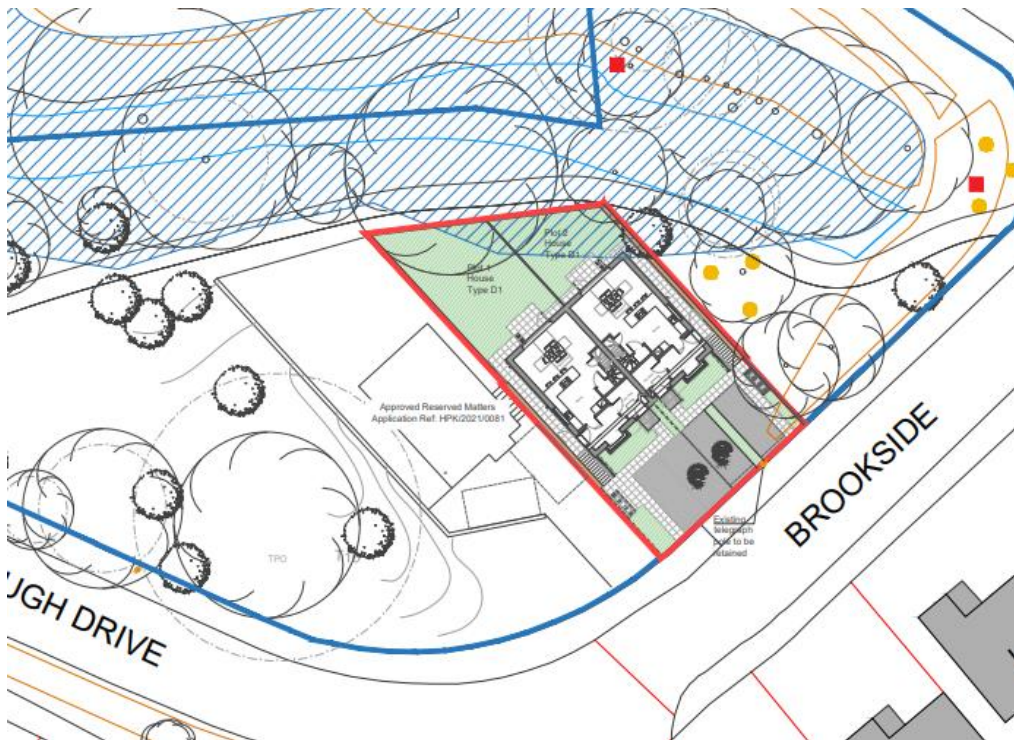 Plot 2
House
Type B1
Plot 1
House
Type D1
Approved Reserved Matters
Application Ref: HPK/2021/0081
Existing
telegraph
pole to be
retained
BROOKSIDE
TPO
UGH DRIVE